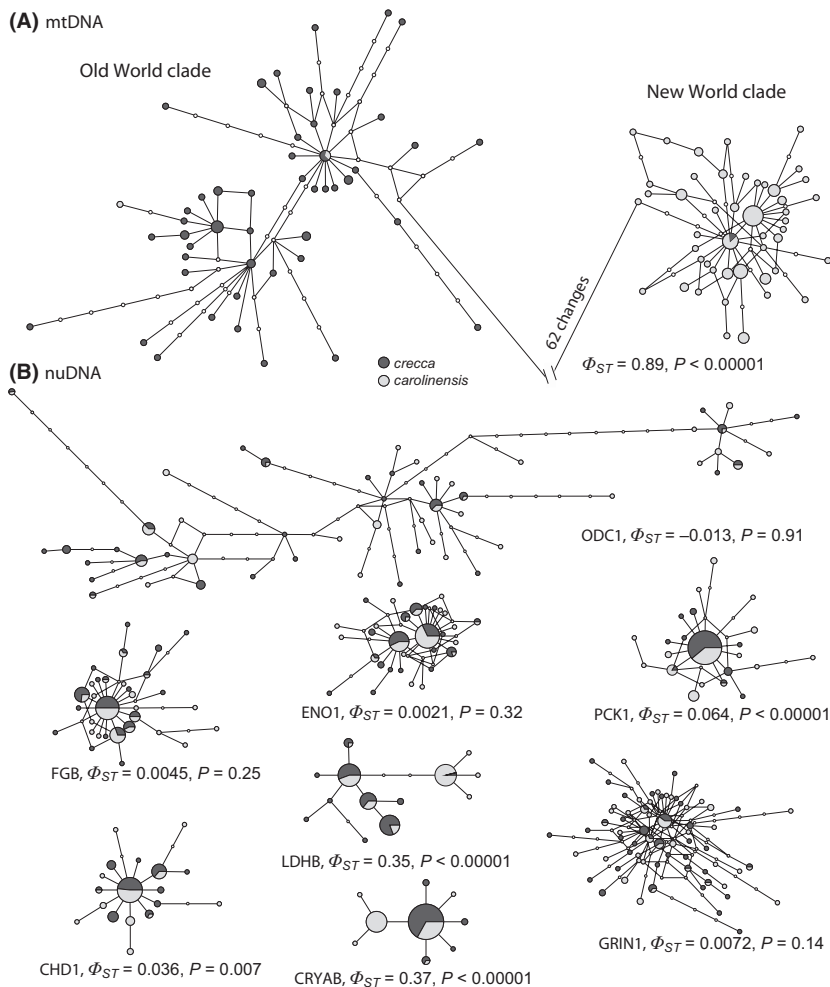 (A) mtDNA
Old World clade
New World clade
62 changes
crecca
carolinensis
ΦST = 0.89, P < 0.00001
(B) nuDNA
ODC1, ΦST = –0.013, P = 0.91
ENO1, ΦST = 0.0021, P = 0.32
PCK1, ΦST = 0.064, P < 0.00001
FGB, ΦST = 0.0045, P = 0.25
LDHB, ΦST = 0.35, P < 0.00001
GRIN1, ΦST = 0.0072, P = 0.14
CHD1, ΦST = 0.036, P = 0.007
CRYAB, ΦST = 0.37, P < 0.00001